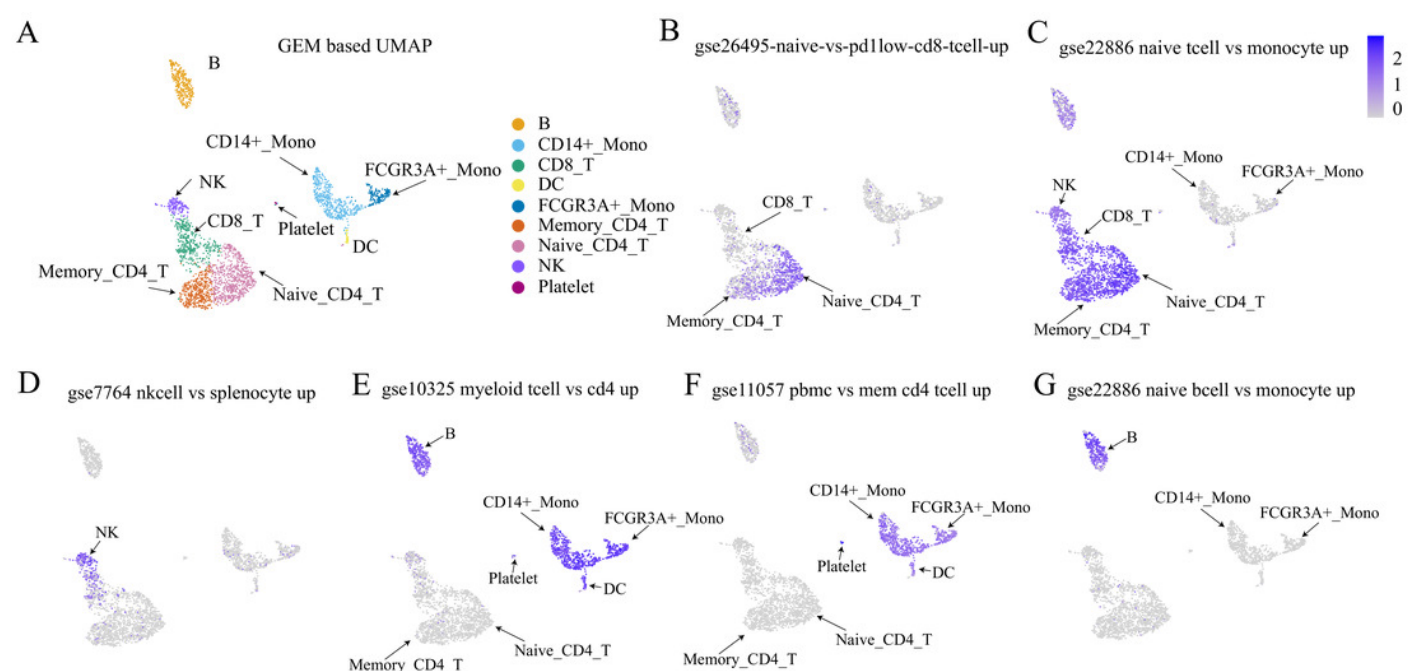 A
GEM based UMAP
B
CD14+_Mono
FCGR3A+_Mono
NK
CD8_T
Platelet
DC
Memory_CD4_T
Naive_CD4_T
B
CD14+_Mono
CD8_T
DC
FCGR3A+_Mono
Memory_CD4_T
Naive_CD4_T
NK
Platelet
B
gse26495-naive-vs-pd1low-cd8-tcell-up
CD8_T
Naive_CD4_T
Memory_CD4_T
C
gse22886 naive tcell vs monocyte up
2
1
0
CD14+_Mono
FCGR3A+_Mono
NK
CD8_T
Naive_CD4_T
Memory_CD4_T
D
gse7764 nkcell vs splenocyte up
NK
E
gse10325 myeloid tcell vs cd4 up
B
CD14+_Mono
FCGR3A+_Mono
Platelet
DC
Naive_CD4_T
Memory_CD4_T
F
gse11057 pbmc vs mem cd4 tcell up
CD14+_Mono
FCGR3A+_Mono
Platelet
DC
Naive_CD4_T
Memory_CD4_T
G
gse22886 naive bcell vs monocyte up
B
CD14+_Mono
FCGR3A+_Mono